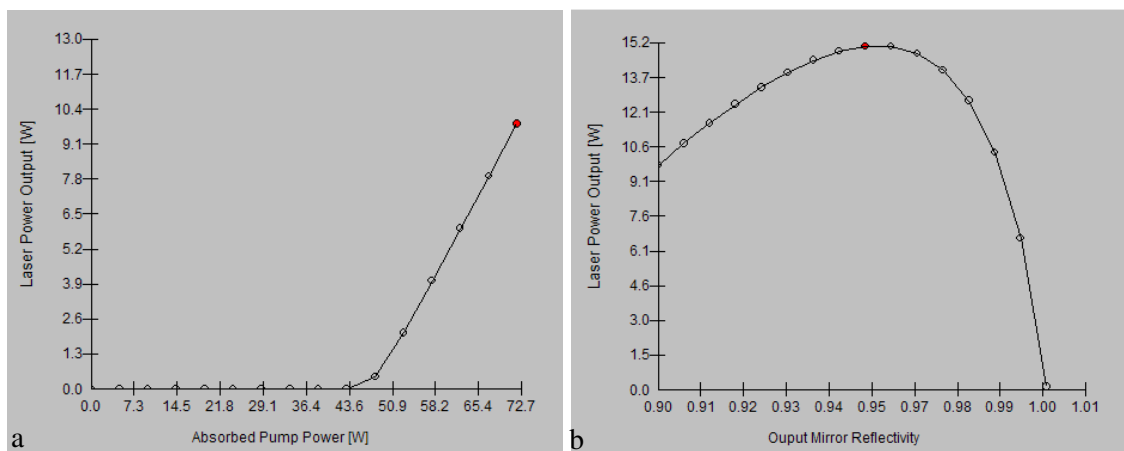 13.0
11.7
10.4
9.1
7.8
6.5
5.2
3.9
2.6
1.3
0.0
Laser Power Output [W]
0.0 7.3 14.5 21.8 29.1 36.4 43.6 50.9 58.2 65.4 72.7
Absorbed Pump Power [W]
a
15.2
13.7
12.1
10.6
9.1
7.6
6.1
4.6
3.0
1.5
0.0
Laser Power Output [W]
0.90 0.91 0.92 0.93 0.94 0.95 0.97 0.98 0.99 1.00 1.01
Ouput Mirror Reflectivity
b